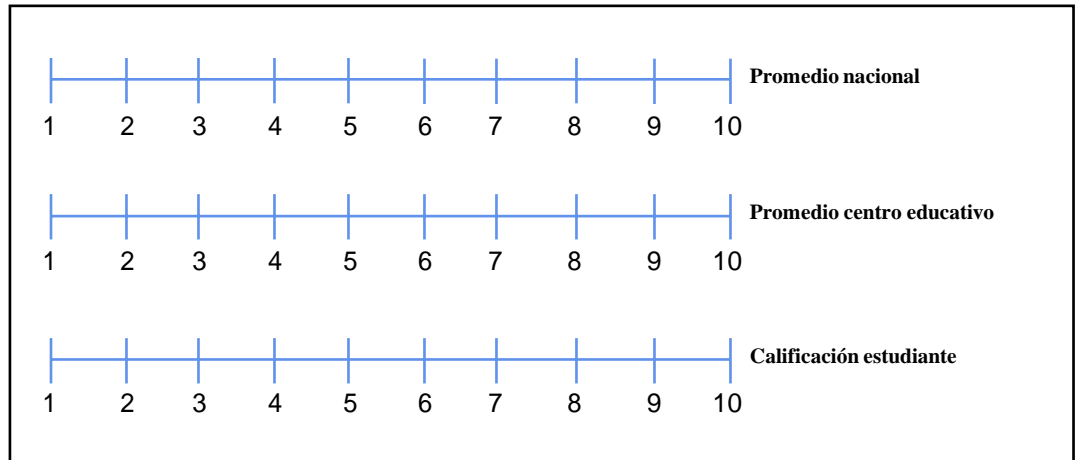 Promedio nacional
1 2 3 4 5 6 7 8 9 10
Promedio centro educativo
1 2 3 4 5 6 7 8 9 10
Calificación estudiante
1 2 3 4 5 6 7 8 9 10